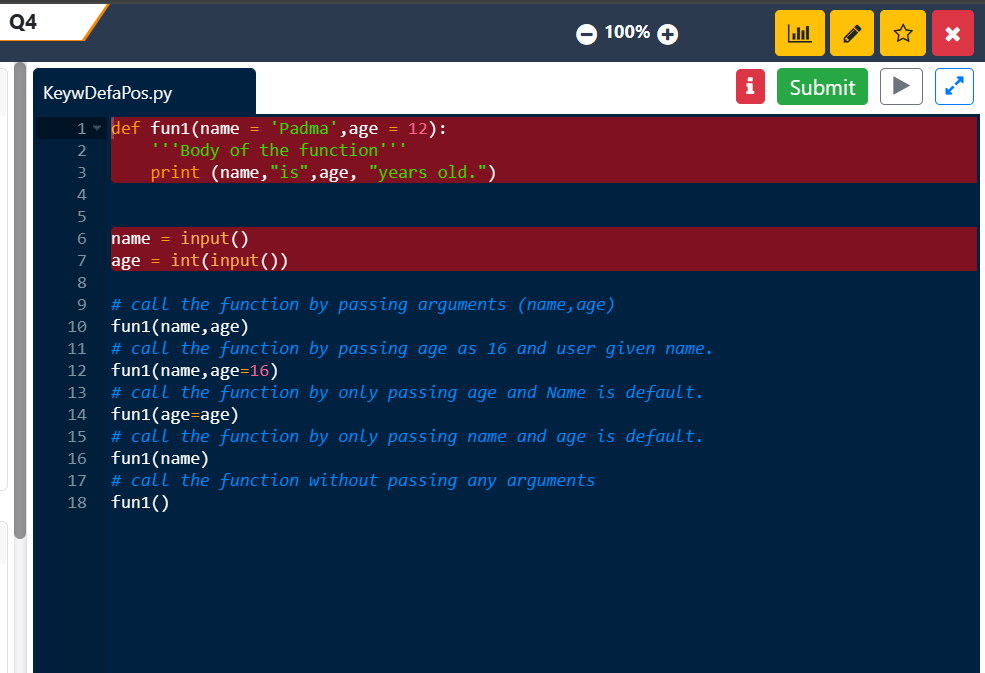 Q4
100%
KeywDefaPos.py
Submit
1 def fun1(name = 'Padma',age = 12):
2     '''Body of the function'''
3     print (name,"is",age, "years old.")
4
5
6 name = input()
7 age = int(input())
8
9 # call the function by passing arguments (name,age)
10 fun1(name,age)
11 # call the function by passing age as 16 and user given name.
12 fun1(name,age=16)
13 # call the function by only passing age and Name is default.
14 fun1(age=age)
15 # call the function by only passing name and age is default.
16 fun1(name)
17 # call the function without passing any arguments
18 fun1()